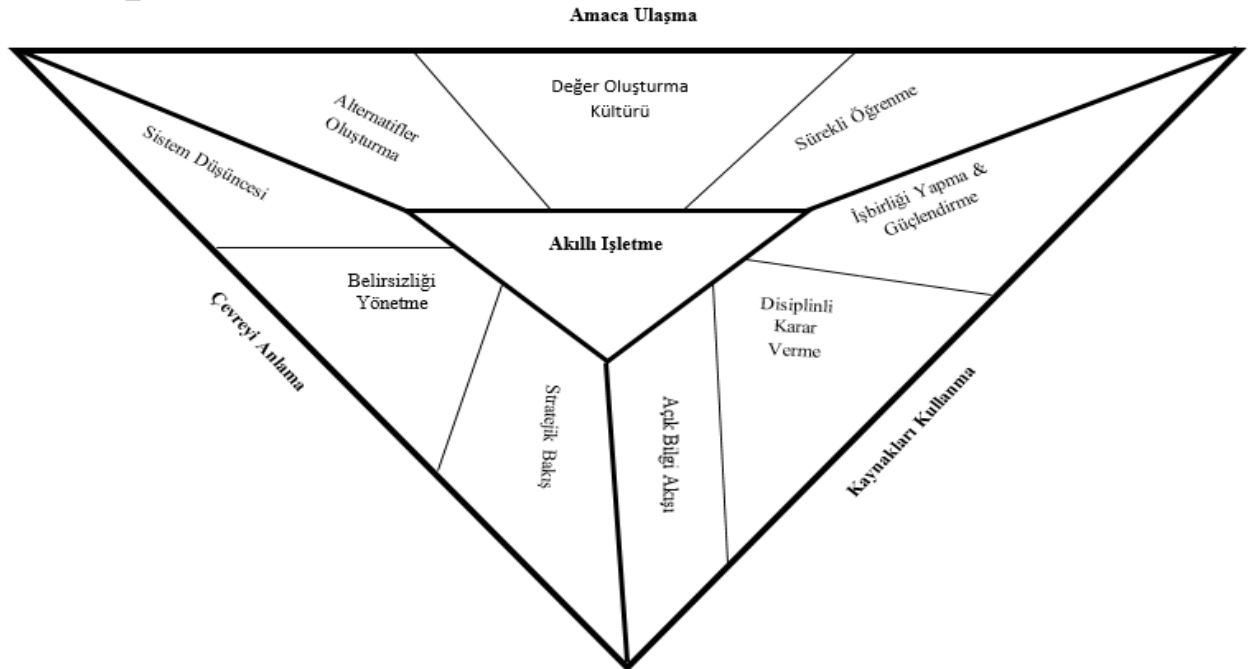 Amaca Ulaşma
Değer Oluşturma
Kültürü
Alternatifler
Oluşturma
Sürekli Öğrenme
Sistem Düşüncesi
İşbirliği Yapma &
Güçlendirme
Akıllı Işletme
Belirsizliği
Yönetme
Disiplinli
Karar
Verme
Çevreyi Anlama
Stratejik Bakış
Açık Bilgi Akışı
Kaynakları Kullanma